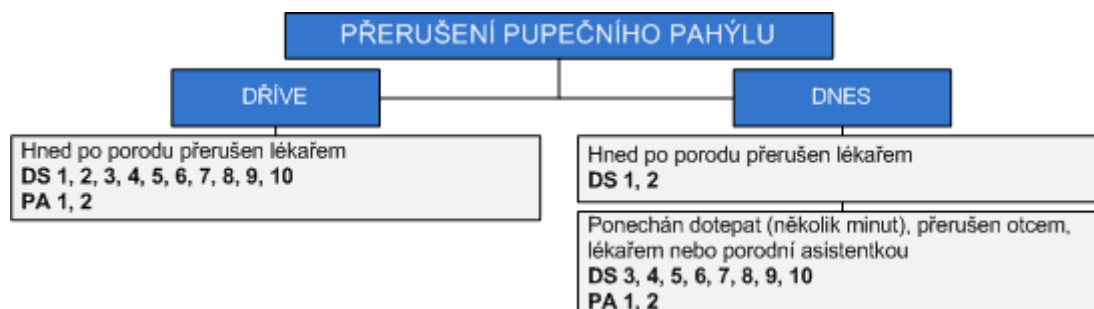 PŘERUŠENÍ PUPEČNÍHO PAHÝLU
DŘÍVE
Hned po porodu přerušen lékařem
DS 1, 2, 3, 4, 5, 6, 7, 8, 9, 10
PA 1, 2
DNES
Hned po porodu přerušen lékařem
DS 1, 2
Ponechán dotepat (několik minut), přerušen otcem,
lékařem nebo porodní asistentkou
DS 3, 4, 5, 6, 7, 8, 9, 10
PA 1, 2